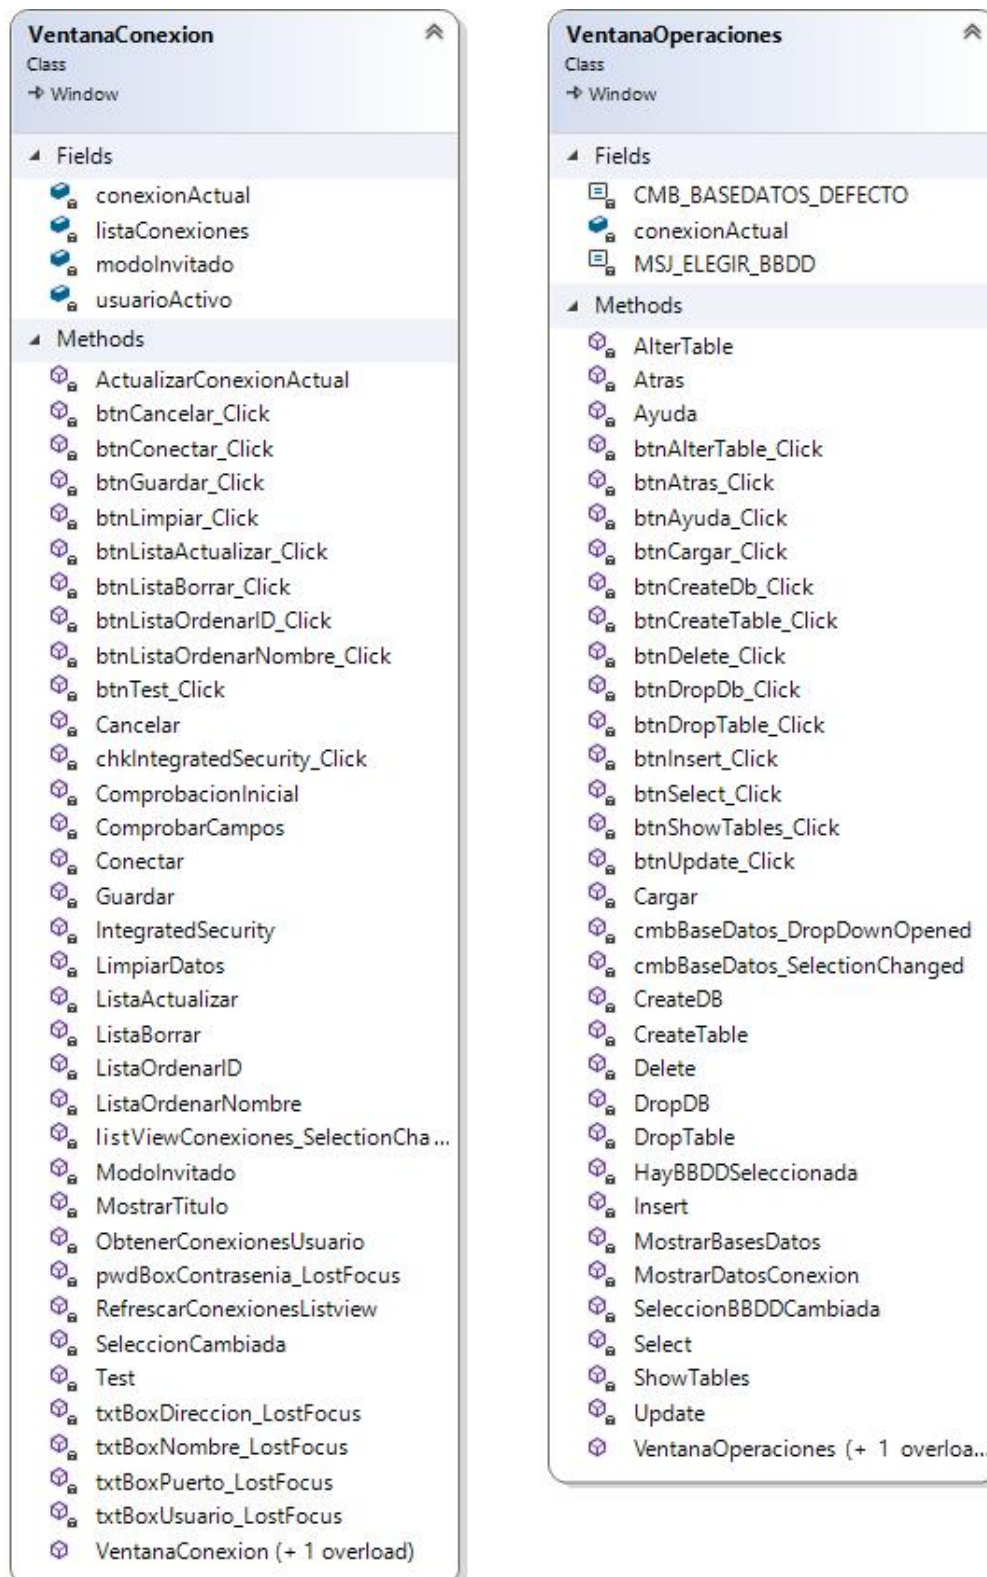 VentanaConexion
Class
Window
Fields
conexionActual
listaConexiones
modoInvitado
usuarioActivo
Methods
ActualizarConexionActual
btnCancelar_Click
btnConectar_Click
btnGuardar_Click
btnLimpiar_Click
btnListaActualizar_Click
btnListaBorrar_Click
btnListaOrdenarID_Click
btnListaOrdenarNombre_Click
btnTest_Click
Cancelar
chkIntegratedSecurity_Click
ComprobacionInicial
ComprobarCampos
Conectar
Guardar
IntegratedSecurity
LimpiarDatos
ListaActualizar
ListaBorrar
ListaOrdenarID
ListaOrdenarNombre
listViewConexiones_SelectionCha...
ModoInvitado
MostrarTitulo
ObtenerConexionesUsuario
pwdBoxContrasenia_LostFocus
RefrescarConexionesListview
SeleccionCambiada
Test
txtBoxDireccion_LostFocus
txtBoxNombre_LostFocus
txtBoxPuerto_LostFocus
txtBoxUsuario_LostFocus
VentanaConexion (+ 1 overload)
VentanaOperaciones
Class
Window
Fields
CMB_BASEDATOS_DEFECTO
conexionActual
MSJ_ELEGIR_BBDD
Methods
AlterTable
Atras
Ayuda
btnAlterTable_Click
btnAtras_Click
btnAyuda_Click
btnCargar_Click
btnCreateDb_Click
btnCreateTable_Click
btnDelete_Click
btnDropDb_Click
btnDropTable_Click
btnInsert_Click
btnSelect_Click
btnShowTables_Click
btnUpdate_Click
Cargar
cmbBaseDatos_DropDownOpened
cmbBaseDatos_SelectionChanged
CreateDB
CreateTable
Delete
DropDB
DropTable
HayBBDDSeleccionada
Insert
MostrarBasesDatos
MostrarDatosConexion
SeleccionBBDDCambiada
Select
ShowTables
Update
VentanaOperaciones (+ 1 overloa...